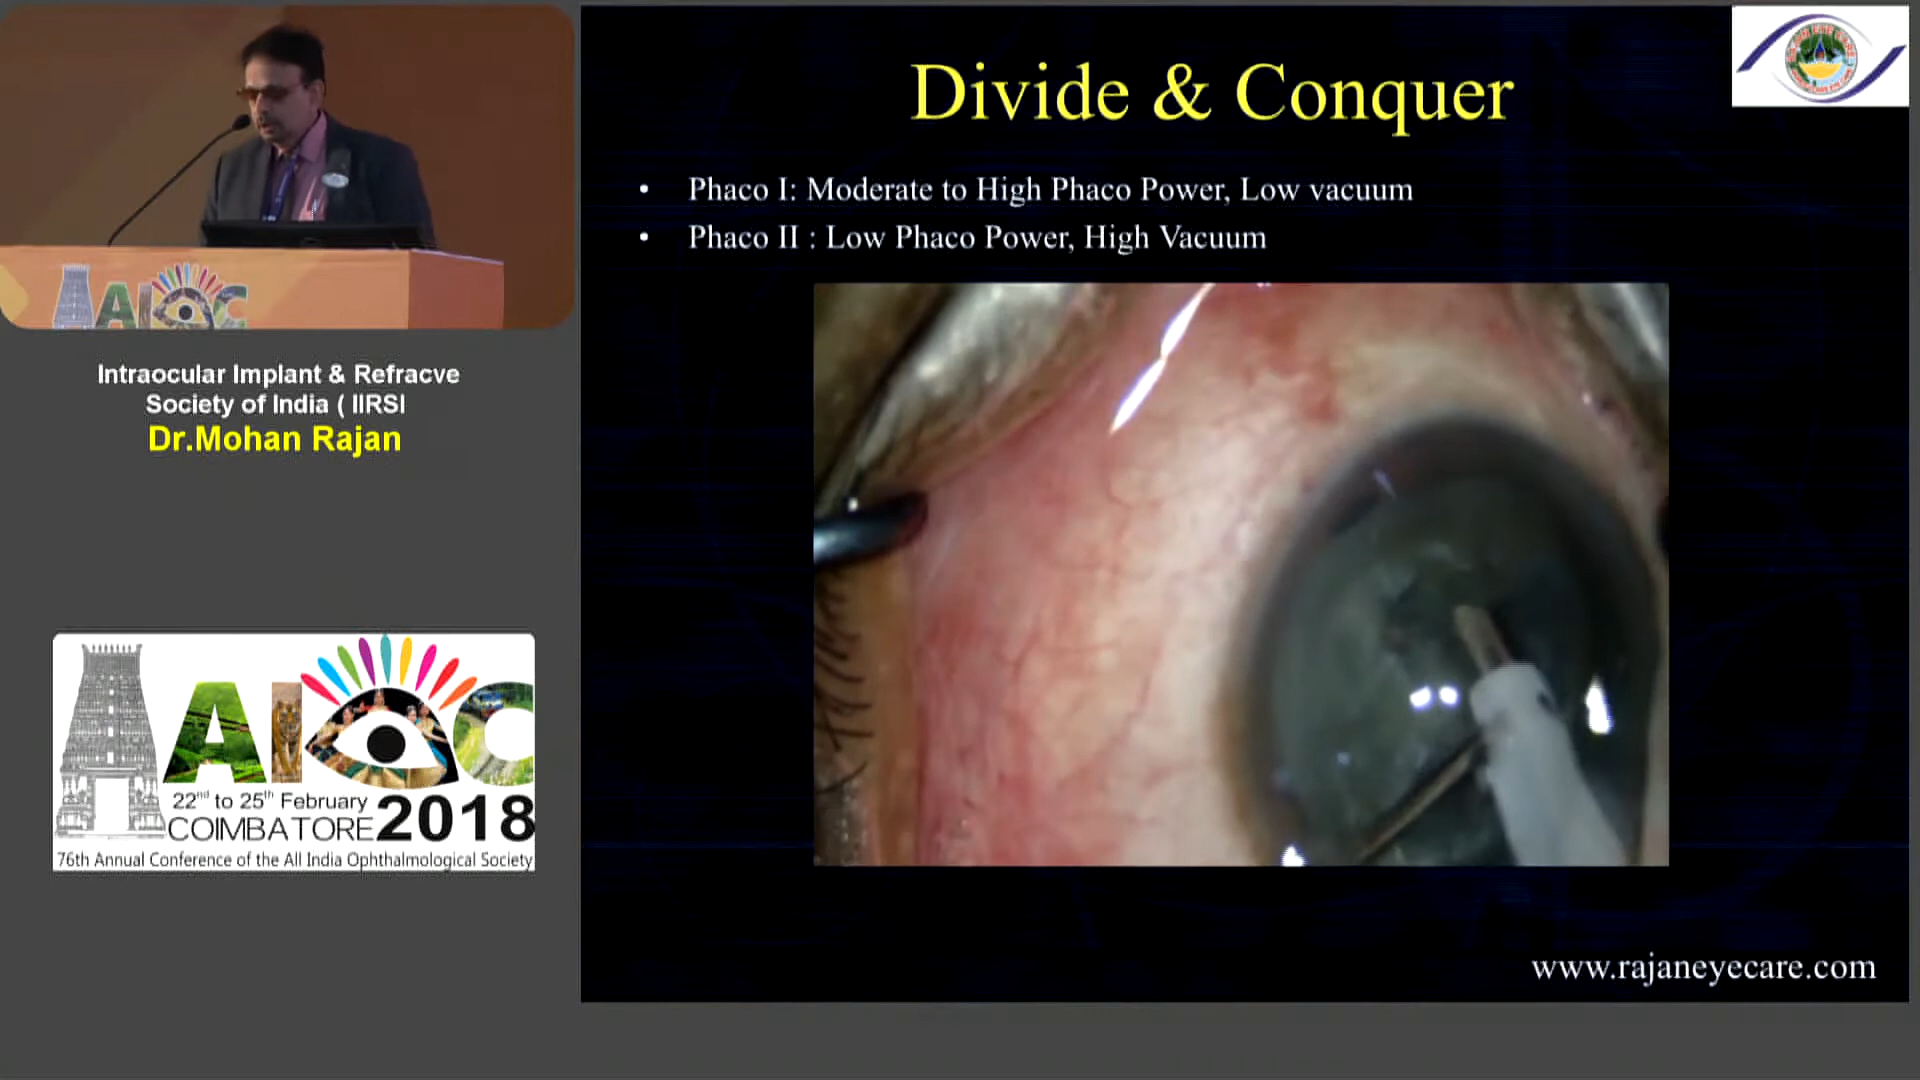 Divide & Conquer
• Phaco I: Moderate to High Phaco Power, Low vacuum
• Phaco II : Low Phaco Power, High Vacuum
www.rajaneyecare.com
AIOC
Intraocular Implant & Refracve
Society of India ( IIRSI
Dr.Mohan Rajan
AIOC
22nd to 25th February
COIMBATORE 2018
76th Annual Conference of the All India Ophthalmological Society